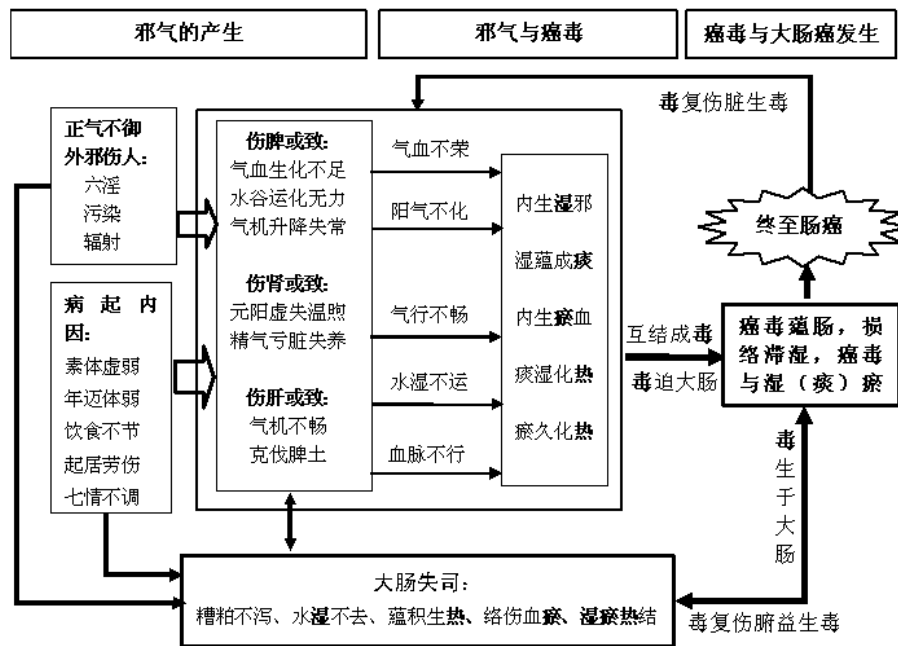 邪气的产生
邪气与癌毒
癌毒与大肠癌发生
正气不御
外邪伤人：
六淫
污染
辐射
病起内
因：
素体虚弱
年迈体弱
饮食不节
起居劳伤
七情不调
伤脾或致：
气血生化不足
水谷运化无力
气机升降失常
伤肾或致：
元阳虚失温煦
精气亏脏失养
伤肝或致：
气机不畅
克伐脾土
气血不荣
阳气不化
气行不畅
水湿不运
血脉不行
内生湿邪
湿蕴成痰
内生瘀血
痰湿化热
瘀久化热
互结成毒
毒迫大肠
毒复伤脏生毒
终至肠癌
癌毒蕴肠，损
络滞湿，癌毒
与湿（痰）瘀
毒
生
于
大
肠
大肠失司：
糟粕不泻、水湿不去、蕴积生热、络伤血瘀、湿瘀热结
毒复伤腑益生毒